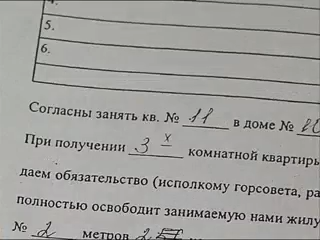 5.
6.
Согласны занять кв. № 11 в доме №
При получении 3 х комнатной квартиры
даем обязательство (исполкому горсовета, ра
полностью освободит занимаемую нами жилу
№ 2 метров